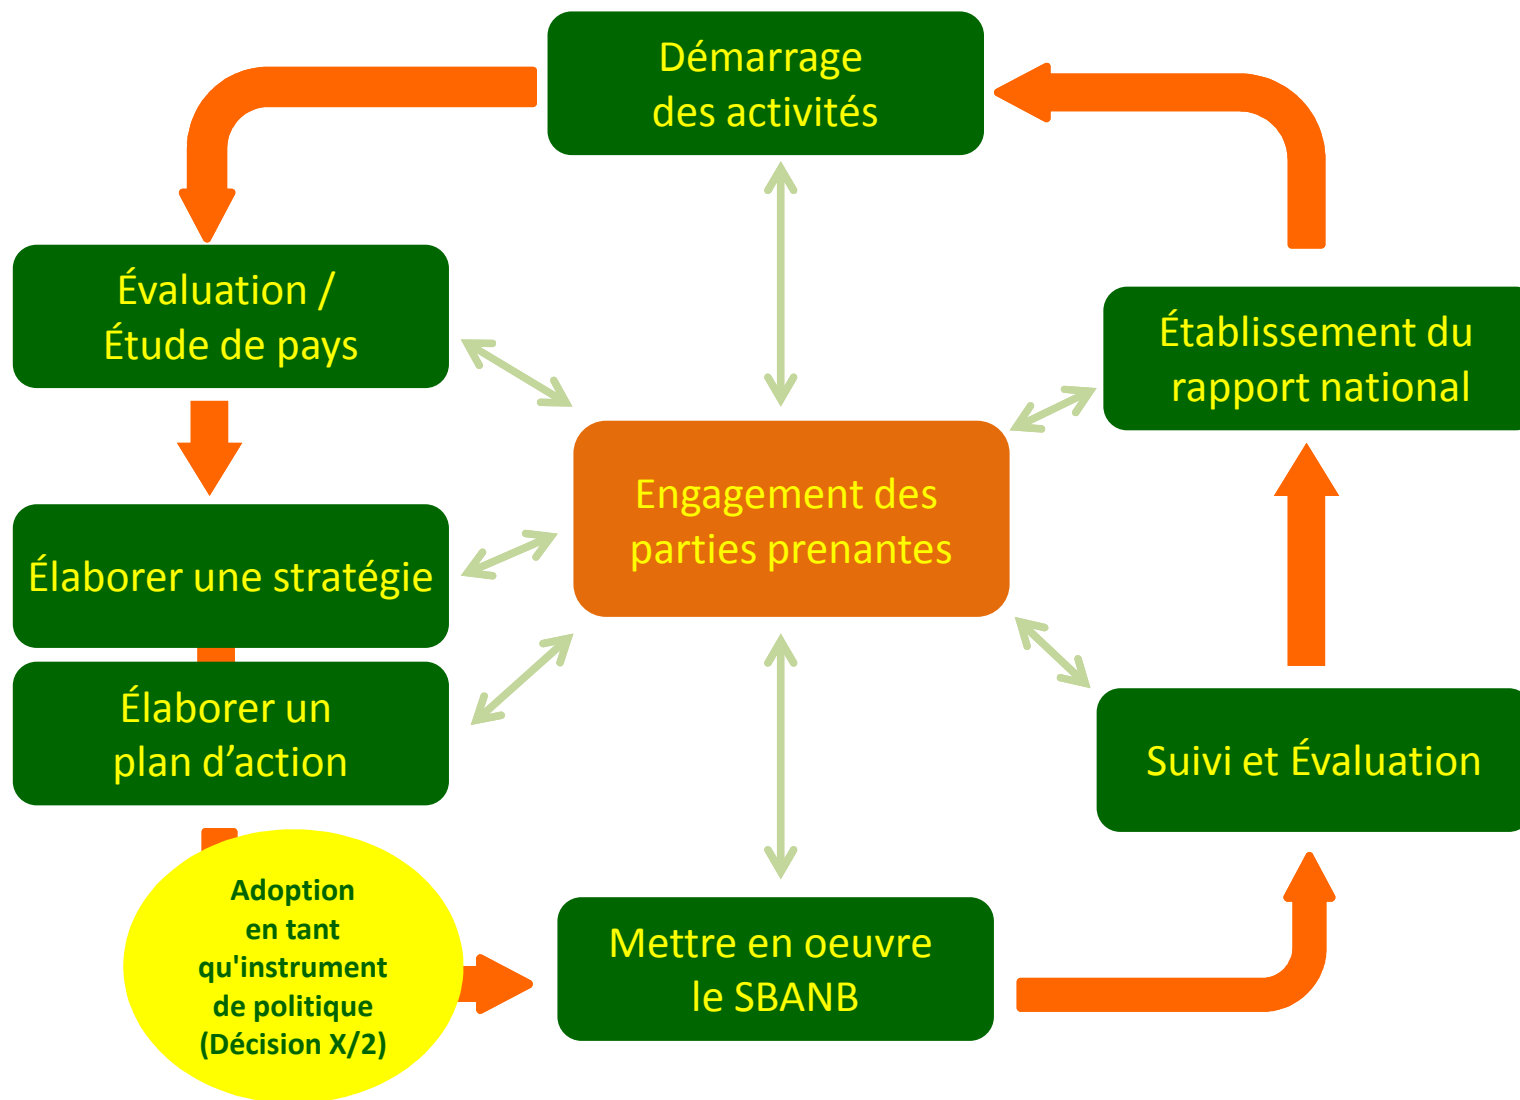 Démarrage
des activités
Évaluation /
Étude de pays
Établissement du
rapport national
Engagement des
parties prenantes
Élaborer une stratégie
Élaborer un
plan d’action
Suivi et Évaluation
Adoption
en tant
qu'instrument
de politique
(Décision X/2)
Mettre en oeuvre
le SBANB